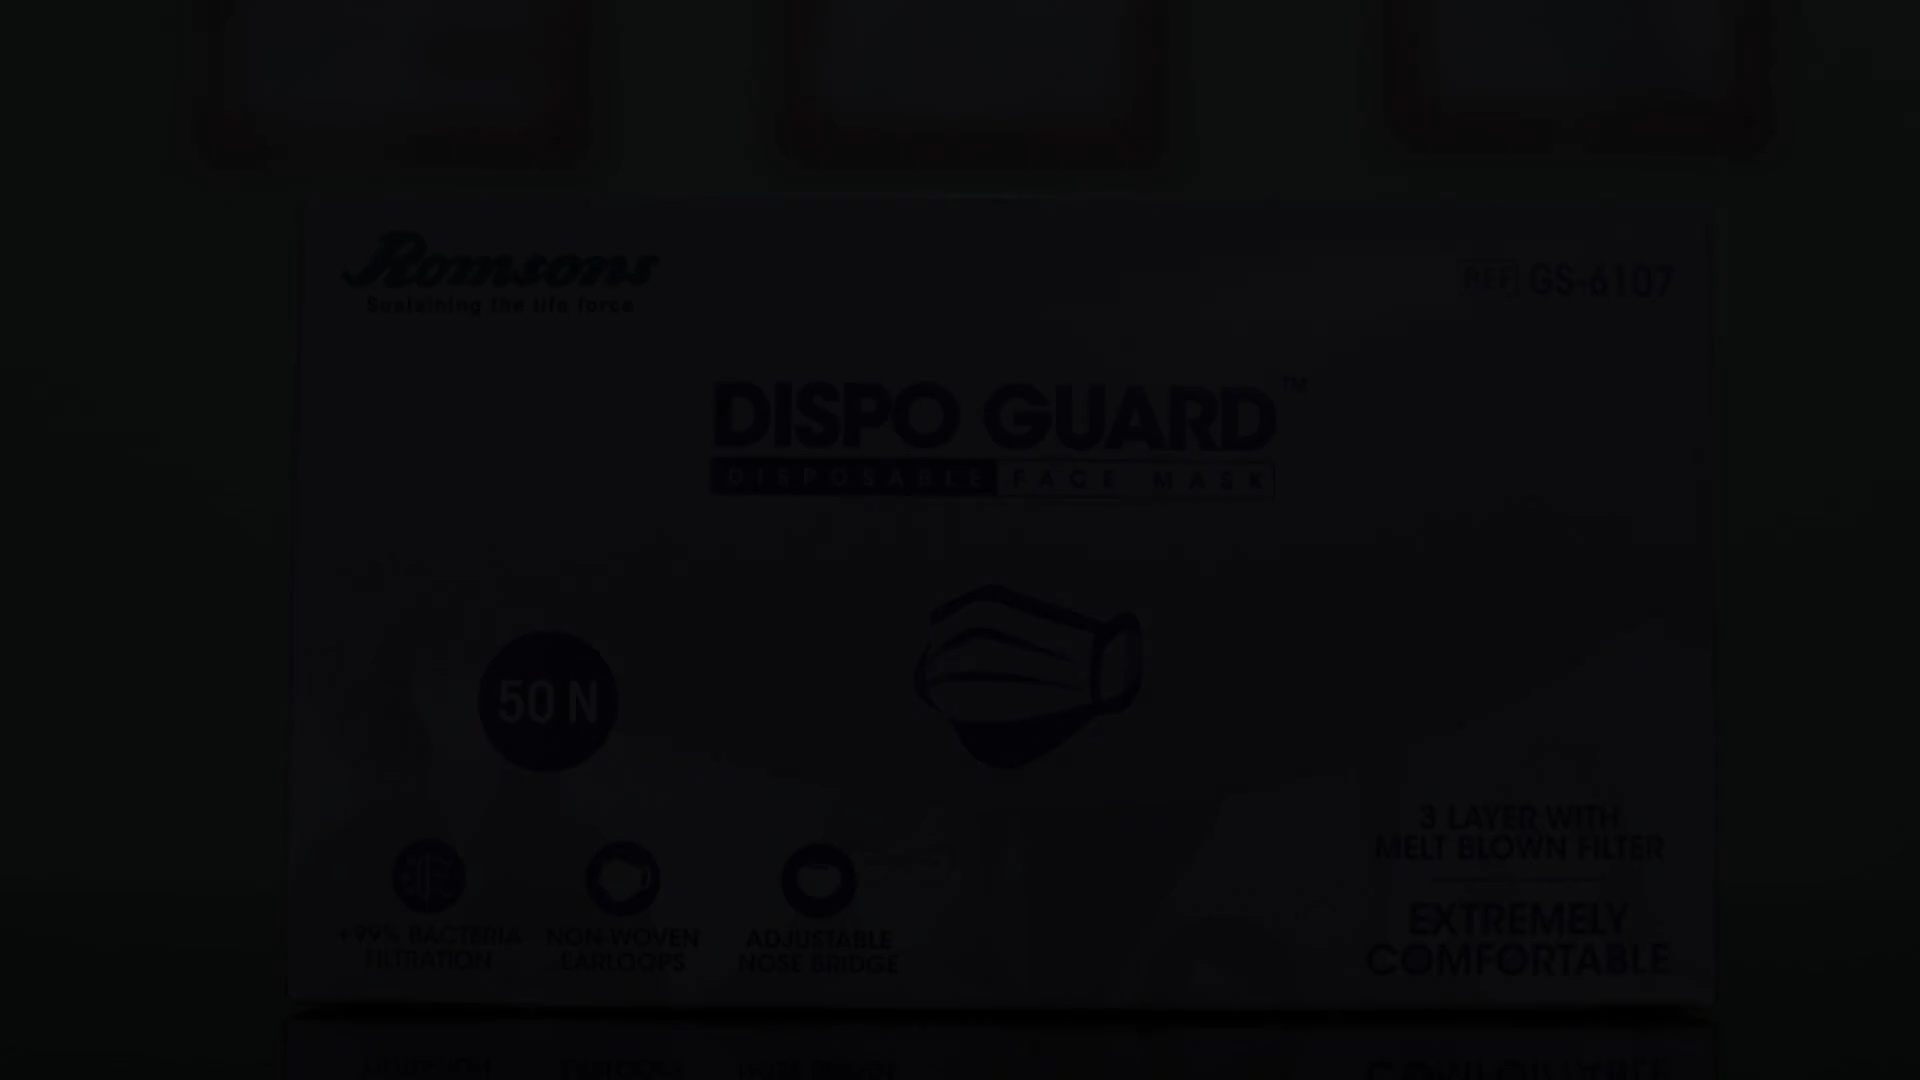 Romsons
Sustaining the life force
REF GS-6107
DISPO GUARD™
DISPOSABLE FACE MASK
50 N
+99% BACTERIA
FILTRATION
NON-WOVEN
EARLOOPS
ADJUSTABLE
NOSE BRIDGE
3 LAYER WITH
MELT BLOWN FILTER
EXTREMELY
COMFORTABLE